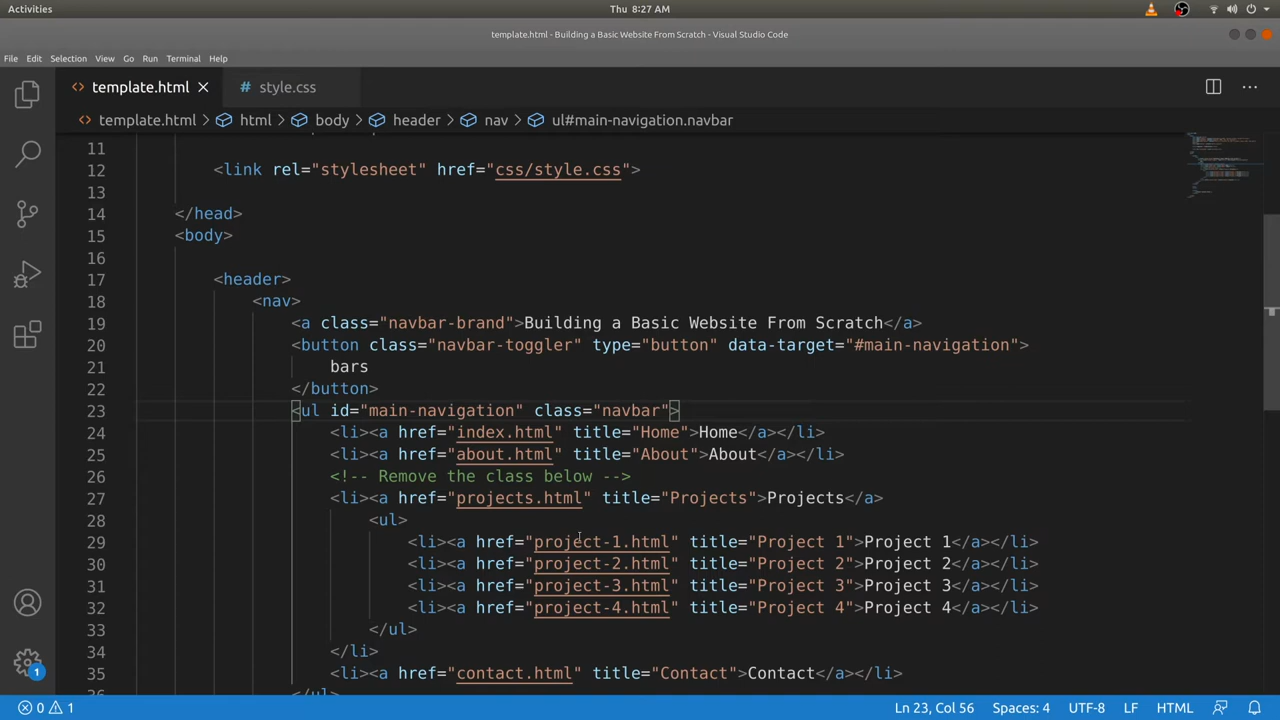 Activities
Thu 8:27 AM
template.html - Building a Basic Website From Scratch - Visual Studio Code
File Edit Selection View Go Run Terminal Help
<> template.html × # style.css
<> template.html > html > body > header > nav > ul#main-navigation.navbar
11
12 <link rel="stylesheet" href="css/style.css">
13
14 </head>
15 <body>
16
17 <header>
18 <nav>
19 <a class="navbar-brand">Building a Basic Website From Scratch</a>
20 <button class="navbar-toggler" type="button" data-target="#main-navigation">
21 bars
22 </button>
23 <ul id="main-navigation" class="navbar">
24 <li><a href="index.html" title="Home">Home</a></li>
25 <li><a href="about.html" title="About">About</a></li>
26 <!-- Remove the class below -->
27 <li><a href="projects.html" title="Projects">Projects</a>
28 <ul>
29 <li><a href="project-1.html" title="Project 1">Project 1</a></li>
30 <li><a href="project-2.html" title="Project 2">Project 2</a></li>
31 <li><a href="project-3.html" title="Project 3">Project 3</a></li>
32 <li><a href="project-4.html" title="Project 4">Project 4</a></li>
33 </ul>
34 </li>
35 <li><a href="contact.html" title="Contact">Contact</a></li>
1
0 1 Ln 23, Col 56 Spaces: 4 UTF-8 LF HTML